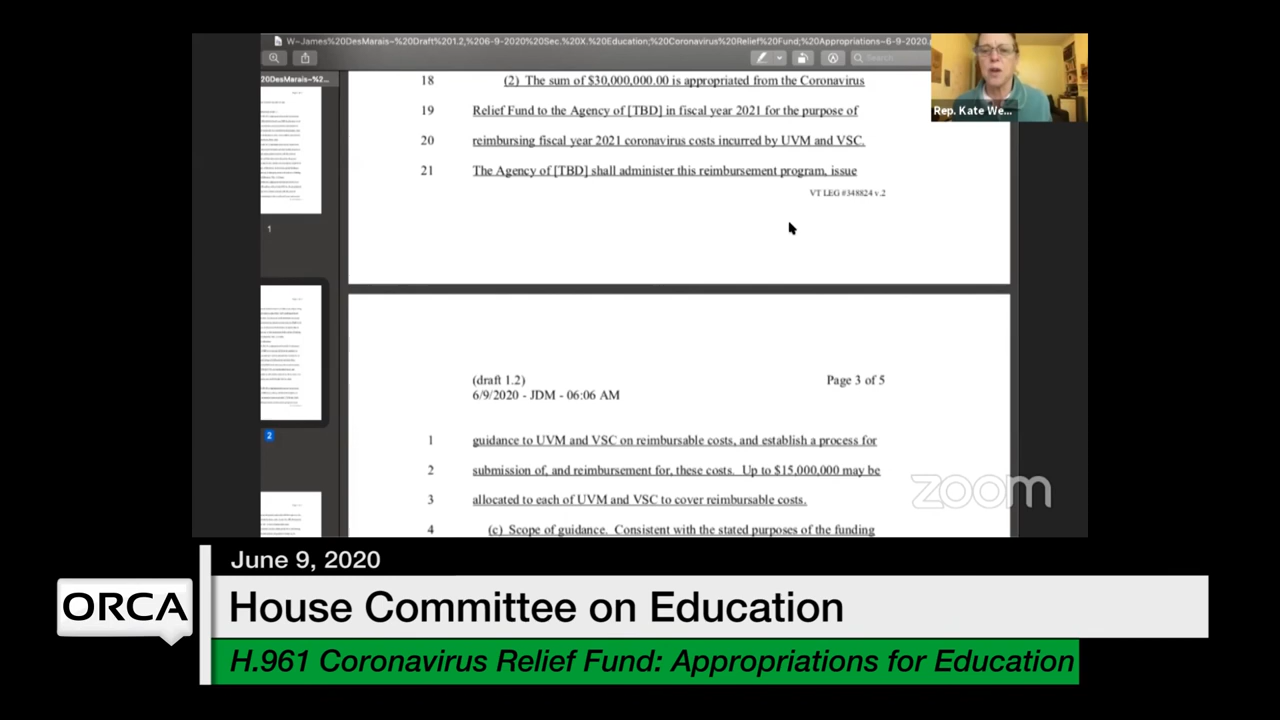 W~James%20DesMarais~%20Draft%201.2,%206-9-2020%20Sec.%20X.%20Education;%20Coronavirus%20Relief%20Fund;%20Appropriations~6-9-2020.
Search
20DesMarais~%2...
Rep. Kate We...
18 (2) The sum of $30,000,000.00 is appropriated from the Coronavirus
19 Relief Fund to the Agency of [TBD] in fiscal year 2021 for the purpose of
20 reimbursing fiscal year 2021 coronavirus costs incurred by UVM and VSC.
21 The Agency of [TBD] shall administer this reimbursement program, issue
VT LEG #348824 v.2
1
(draft 1.2) Page 3 of 5
6/9/2020 - JDM - 06:06 AM
2
1 guidance to UVM and VSC on reimbursable costs, and establish a process for
2 submission of, and reimbursement for, these costs. Up to $15,000,000 may be
3 allocated to each of UVM and VSC to cover reimbursable costs.
4 (c) Scope of guidance. Consistent with the stated purposes of the funding
zoom
June 9, 2020
ORCA
House Committee on Education
H.961 Coronavirus Relief Fund: Appropriations for Education